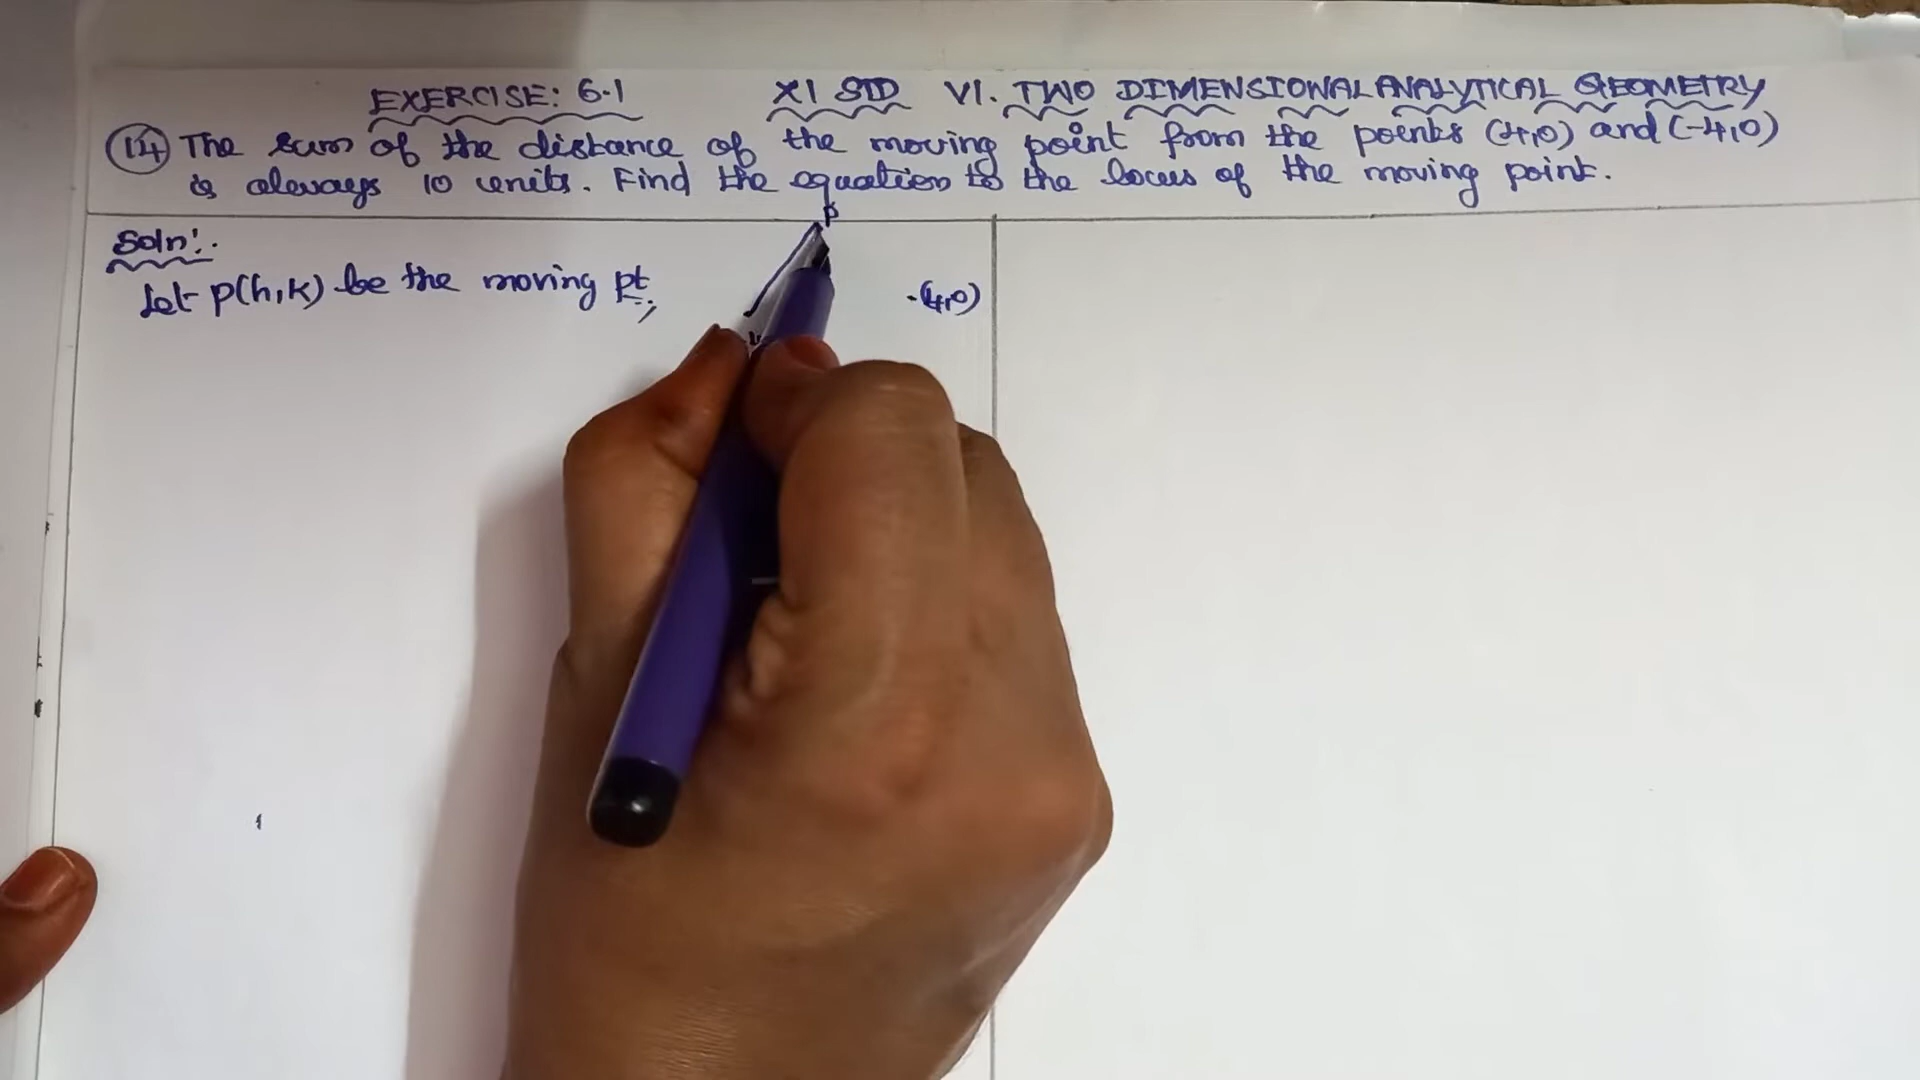 EXERCISE: 6.1 XI STD VI. TWO DIMENSIONAL ANALYTICAL GEOMETRY
14 The sum of the distance of the moving point from the points (4,0) and (-4,0)
is always 10 units. Find the equation to the locus of the moving point.
p
Soln:.
Let p(h,k) be the moving pt,
.(4,0)